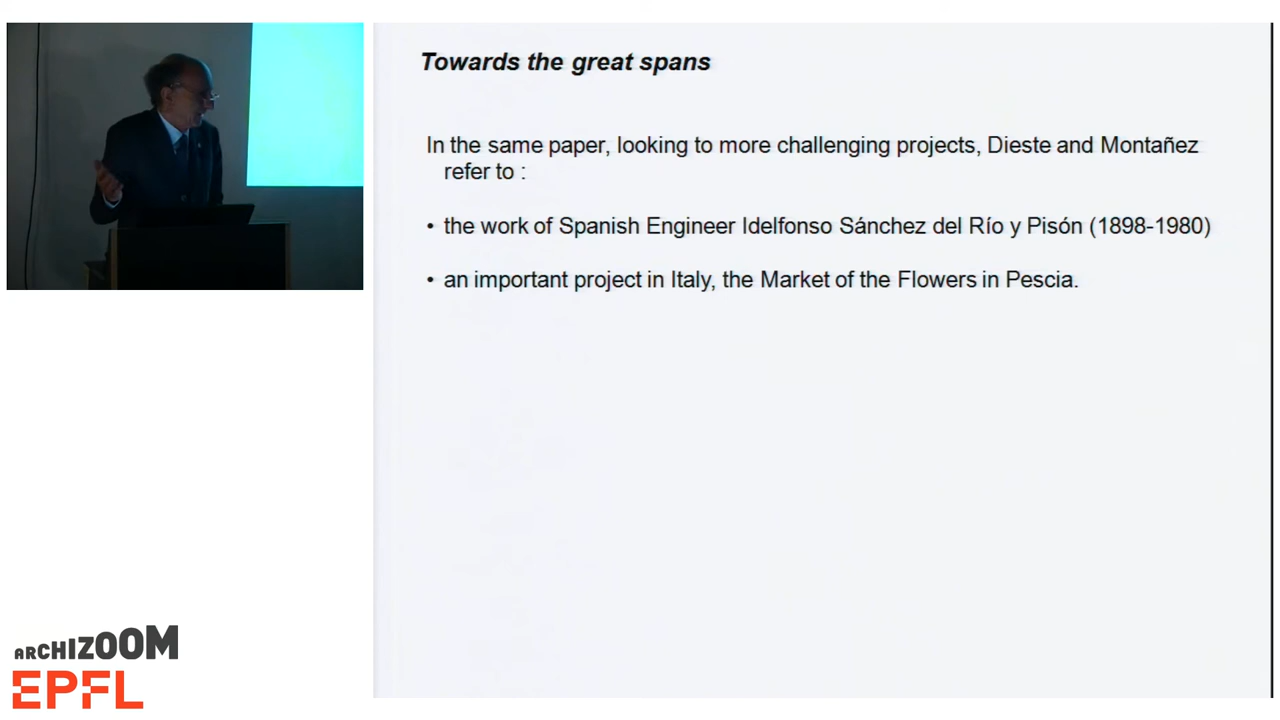 Towards the great spans
In the same paper, looking to more challenging projects, Dieste and Montañez
refer to :
• the work of Spanish Engineer Idelfonso Sánchez del Río y Pisón (1898-1980)
• an important project in Italy, the Market of the Flowers in Pescia.
ARCHIZOOM
EPFL